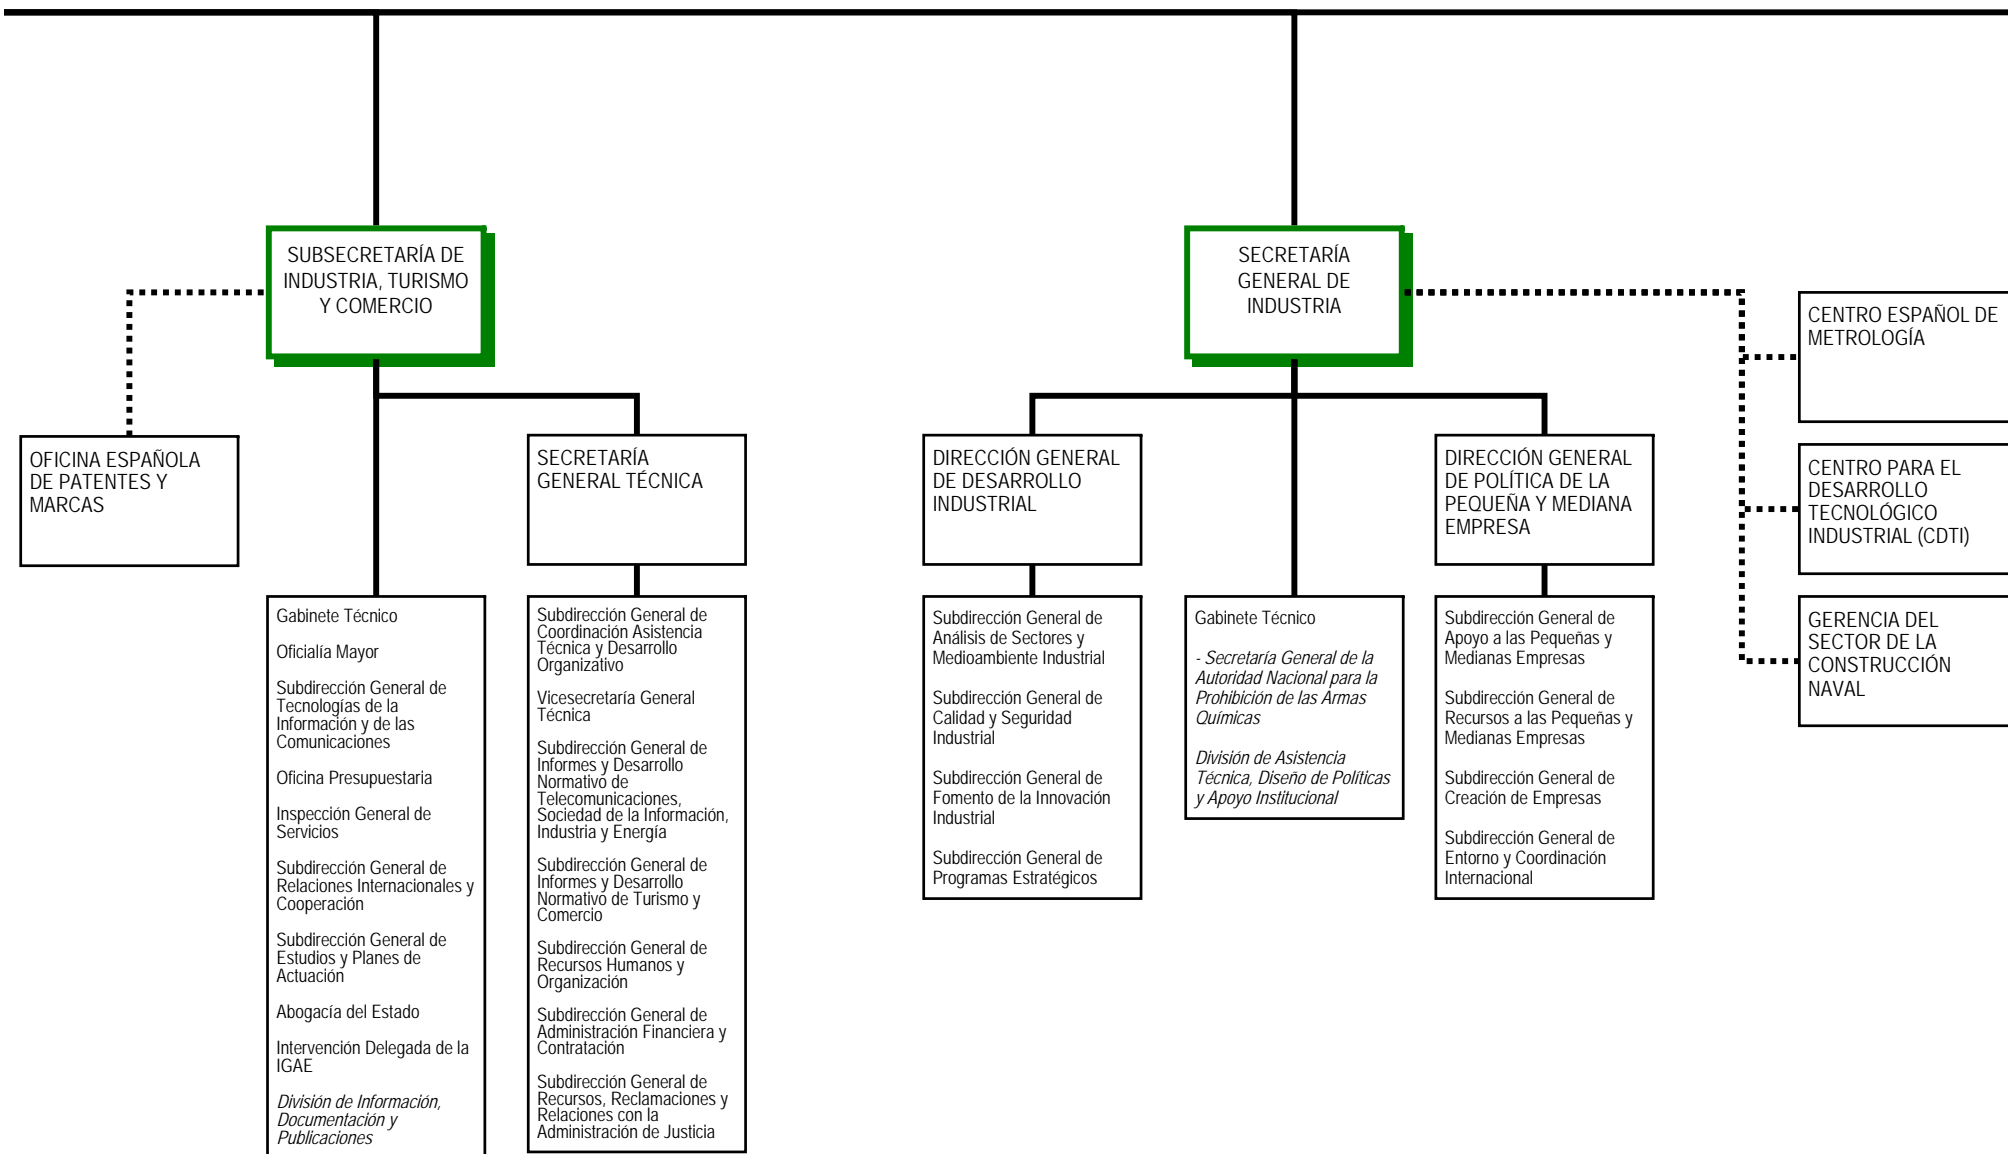 SUBSECRETARÍA DE
INDUSTRIA, TURISMO
Y COMERCIO
SECRETARÍA
GENERAL DE
INDUSTRIA
CENTRO ESPAÑOL DE
METROLOGÍA
OFICINA ESPAÑOLA
DE PATENTES Y
MARCAS
SECRETARÍA
GENERAL TÉCNICA
DIRECCIÓN GENERAL
DE DESARROLLO
INDUSTRIAL
DIRECCIÓN GENERAL
DE POLÍTICA DE LA
PEQUEÑA Y MEDIANA
EMPRESA
CENTRO PARA EL
DESARROLLO
TECNOLÓGICO
INDUSTRIAL (CDTI)
GERENCIA DEL
SECTOR DE LA
CONSTRUCCIÓN
NAVAL
Gabinete Técnico
Oficialía Mayor
Subdirección General de
Tecnologías de la
Información y de las
Comunicaciones
Oficina Presupuestaria
Inspección General de
Servicios
Subdirección General de
Relaciones Internacionales y
Cooperación
Subdirección General de
Estudios y Planes de
Actuación
Abogacía del Estado
Intervención Delegada de la
IGAE
División de Información,
Documentación y
Publicaciones
Subdirección General de
Coordinación Asistencia
Técnica y Desarrollo
Organizativo
Vicesecretaría General
Técnica
Subdirección General de
Informes y Desarrollo
Normativo de
Telecomunicaciones,
Sociedad de la Información,
Industria y Energía
Subdirección General de
Informes y Desarrollo
Normativo de Turismo y
Comercio
Subdirección General de
Recursos Humanos y
Organización
Subdirección General de
Administración Financiera y
Contratación
Subdirección General de
Recursos, Reclamaciones y
Relaciones con la
Administración de Justicia
Subdirección General de
Análisis de Sectores y
Medioambiente Industrial
Subdirección General de
Calidad y Seguridad
Industrial
Subdirección General de
Fomento de la Innovación
Industrial
Subdirección General de
Programas Estratégicos
Gabinete Técnico
- Secretaría General de la
Autoridad Nacional para la
Prohibición de las Armas
Químicas
División de Asistencia
Técnica, Diseño de Políticas
y Apoyo Institucional
Subdirección General de
Apoyo a las Pequeñas y
Medianas Empresas
Subdirección General de
Recursos a las Pequeñas y
Medianas Empresas
Subdirección General de
Creación de Empresas
Subdirección General de
Entorno y Coordinación
Internacional